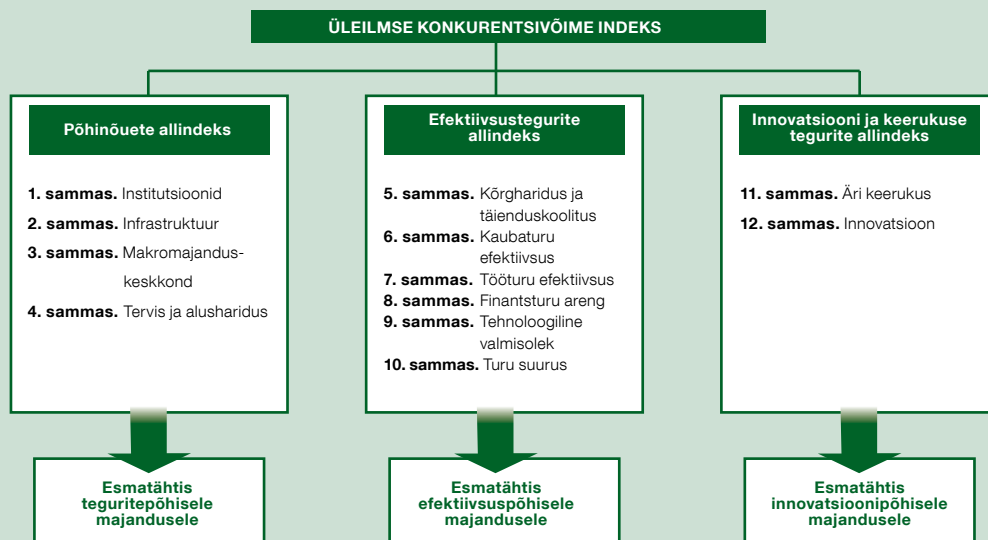 ÜLEILMSE KONKURENTSIVÕIME INDEKS
Põhinõuete allindeks
1. sammas. Institutsioonid
2. sammas. Infrastruktuur
3. sammas. Makromajandus-
keskkond
4. sammas. Tervis ja alusharidus
Esmatähtis
teguritepõhisele
majandusele
Efektiivsustegurite
allindeks
5. sammas. Kõrgharidus ja
täienduskoolitus
6. sammas. Kaubaturu
efektiivsus
7. sammas. Tööturu efektiivsus
8. sammas. Finantsturu areng
9. sammas. Tehnoloogiline
valmisolek
10. sammas. Turu suurus
Esmatähtis
efektiivsuspõhisele
majandusele
Innovatsiooni ja keerukuse
tegurite allindeks
11. sammas. Äri keerukus
12. sammas. Innovatsioon
Esmatähtis
innovatsioonipõhisele
majandusele